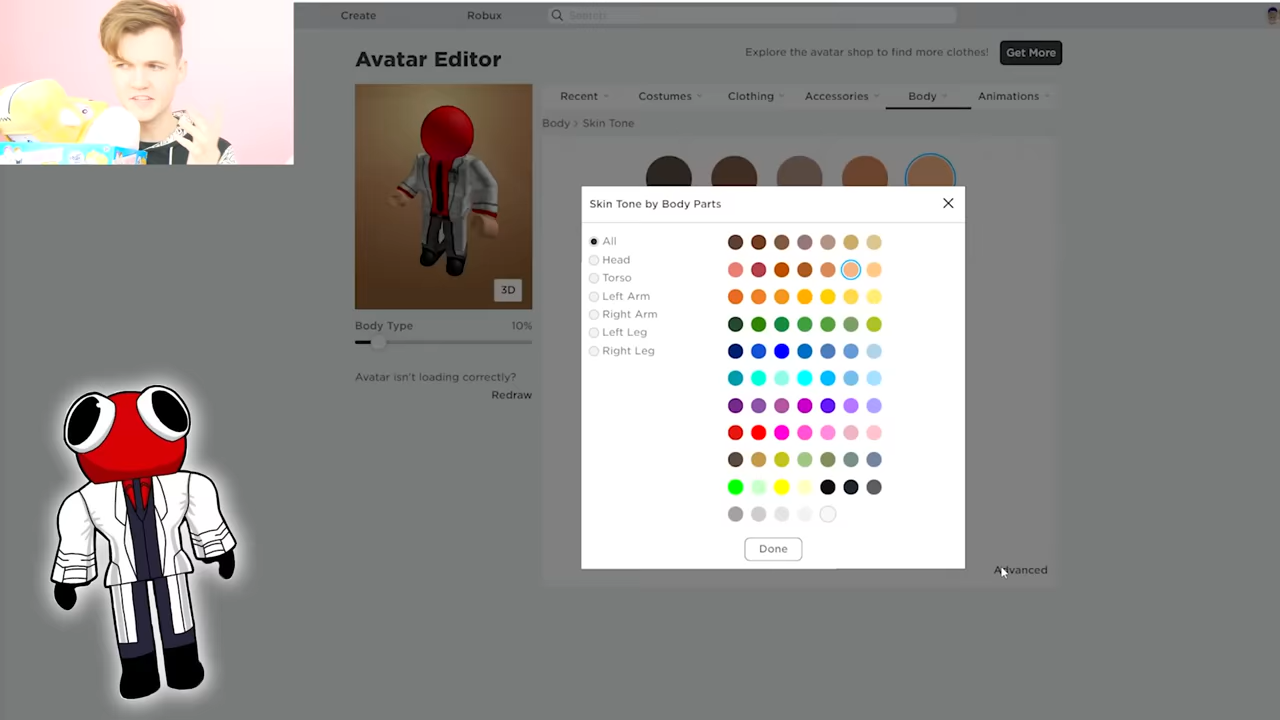 Create
Robux
Search
Avatar Editor
Explore the avatar shop to find more clothes!
Get More
Recent
Costumes
Clothing
Accessories
Body
Animations
Body > Skin Tone
Skin Tone by Body Parts
All
Head
Torso
Left Arm
Right Arm
Left Leg
Right Leg
3D
Body Type
10%
Avatar isn't loading correctly?
Redraw
Done
Advanced